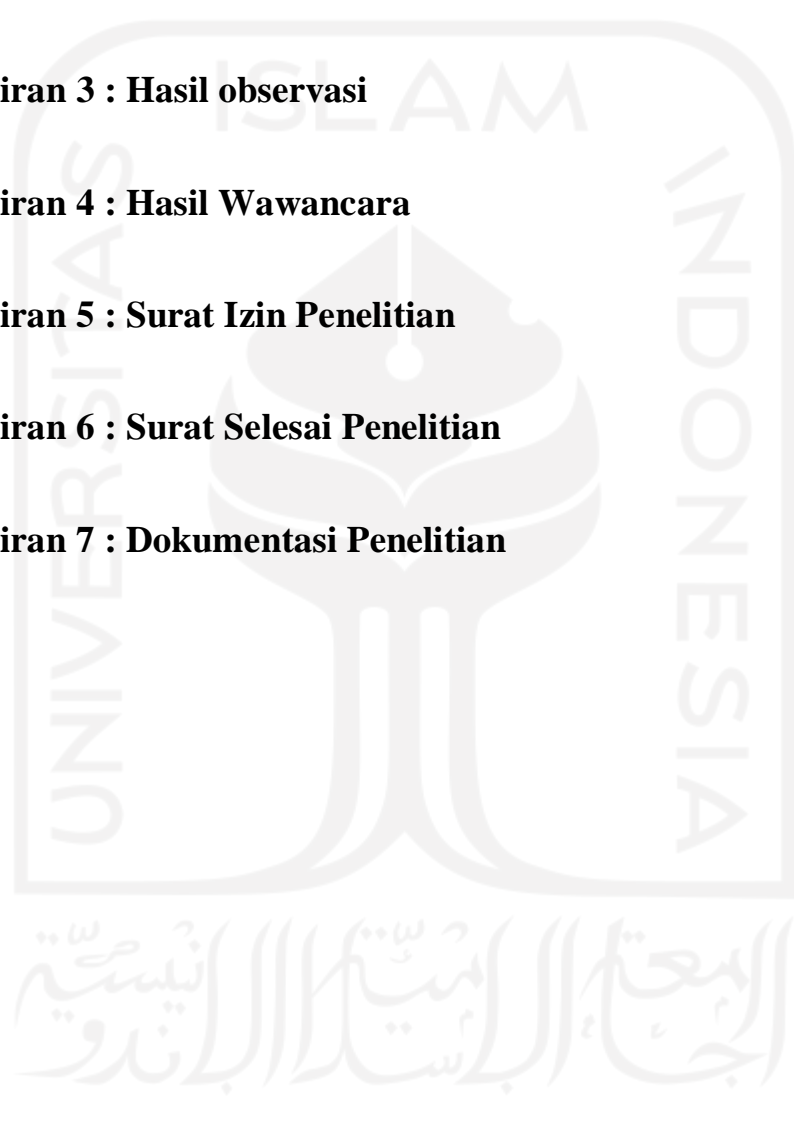 ISLAM
UNIVERSITAS
INDONESIA
iran 3 : Hasil observasi
iran 4 : Hasil Wawancara
iran 5 : Surat Izin Penelitian
iran 6 : Surat Selesai Penelitian
iran 7 : Dokumentasi Penelitian